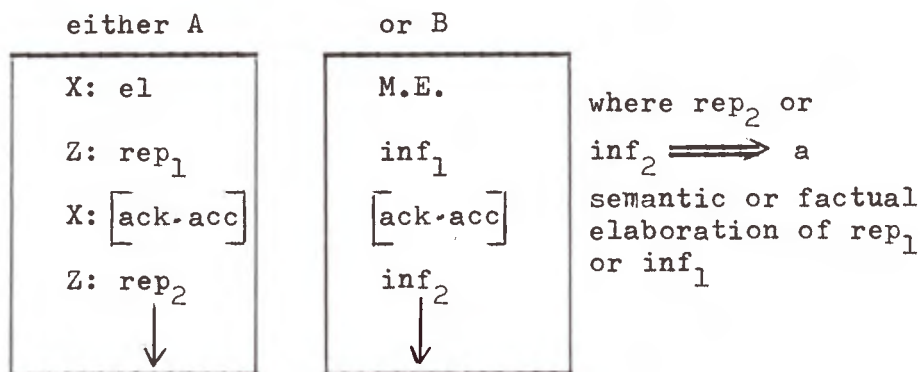 either A or B
X: el M.E.
where rep₂ or
Z: rep₁ inf₁ inf₂ ⟹ a
semantic or factual
X: [ack-acc] [ack-acc]
elaboration of rep₁
or inf₁
Z: rep₂ inf₂